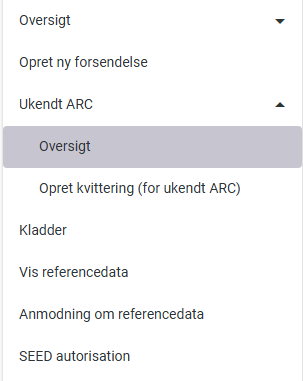 Oversigt
Opret ny forsendelse
Ukendt ARC
Oversigt
Opret kvittering (for ukendt ARC)
Kladder
Vis referencedata
Anmodning om referencedata
SEED autorisation